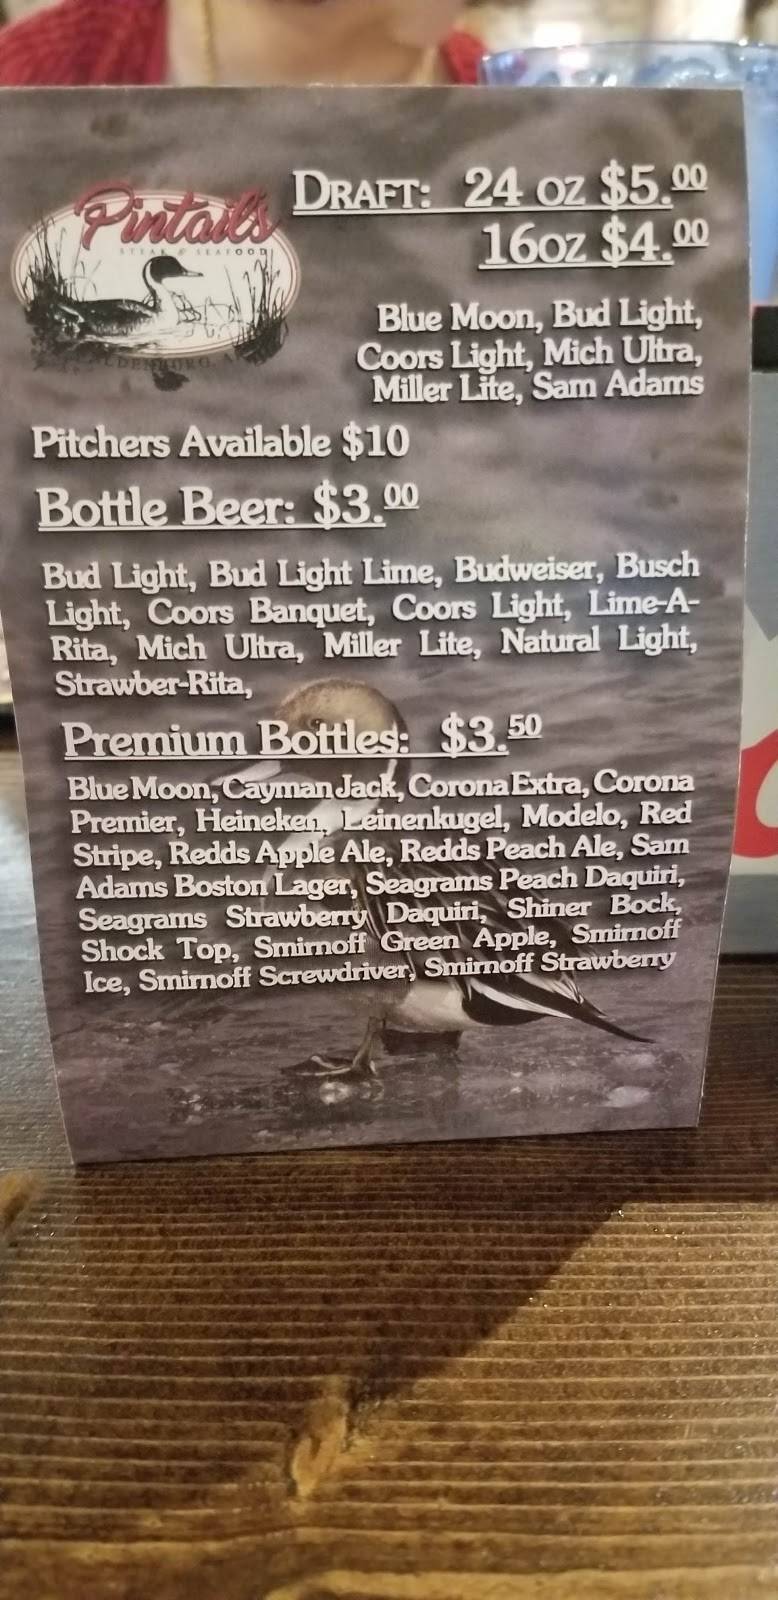 Pintail's
STEAK & SEAFOOD
DRAFT: 24 oz $5.00
16oz $4.00
Blue Moon, Bud Light,
Coors Light, Mich Ultra,
Miller Lite, Sam Adams
Pitchers Available $10
Bottle Beer: $3.00
Bud Light, Bud Light Lime, Budweiser, Busch
Light, Coors Banquet, Coors Light, Lime-A-
Rita, Mich Ultra, Miller Lite, Natural Light,
Strawber-Rita,
Premium Bottles: $3.50
Blue Moon, Cayman Jack, Corona Extra, Corona
Premier, Heineken, Leinenkugel, Modelo, Red
Stripe, Redds Apple Ale, Redds Peach Ale, Sam
Adams Boston Lager, Seagrams Peach Daquiri,
Seagrams Strawberry Daquiri, Shiner Bock,
Shock Top, Smirnoff Green Apple, Smirnoff
Ice, Smirnoff Screwdriver, Smirnoff Strawberry